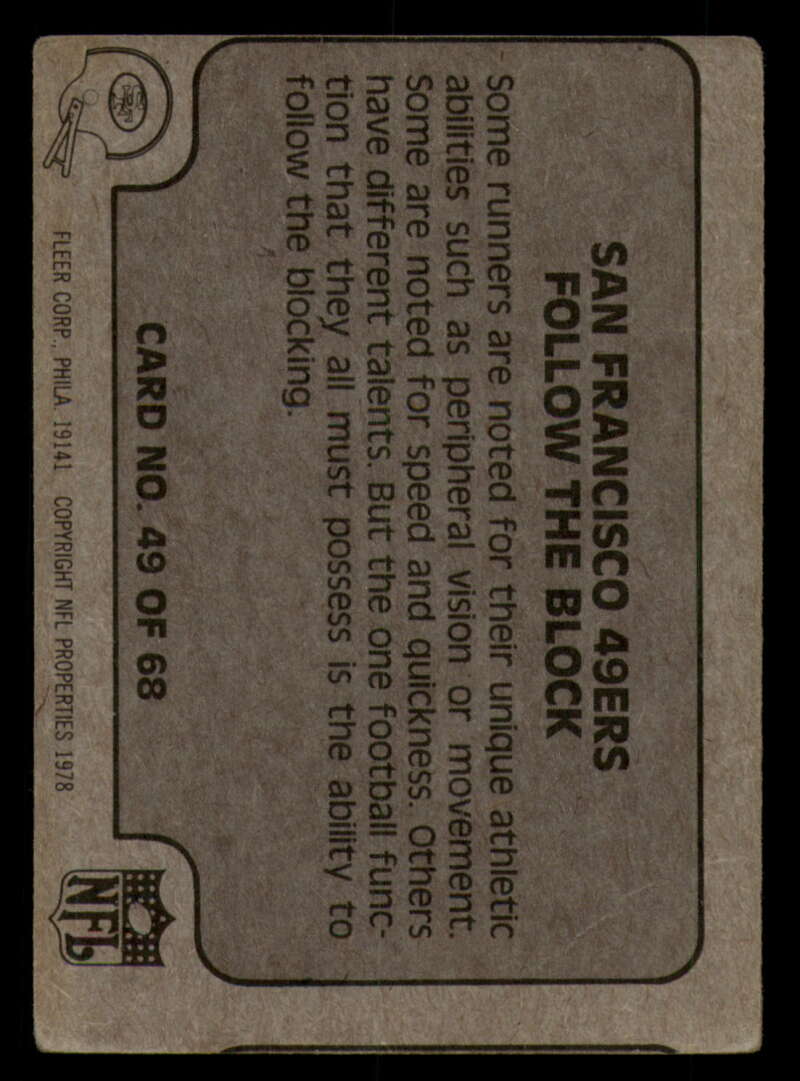 SAN FRANCISCO 49ERS
FOLLOW THE BLOCK
Some runners are noted for their unique athletic
abilities such as peripheral vision or movement.
Some are noted for speed and quickness. Others
have different talents. But the one football func-
tion that they all must possess is the ability to
follow the blocking.
CARD NO. 49 OF 68
FLEER CORP., PHILA. 19141 COPYRIGHT NFL PROPERTIES 1978
SF
NFL